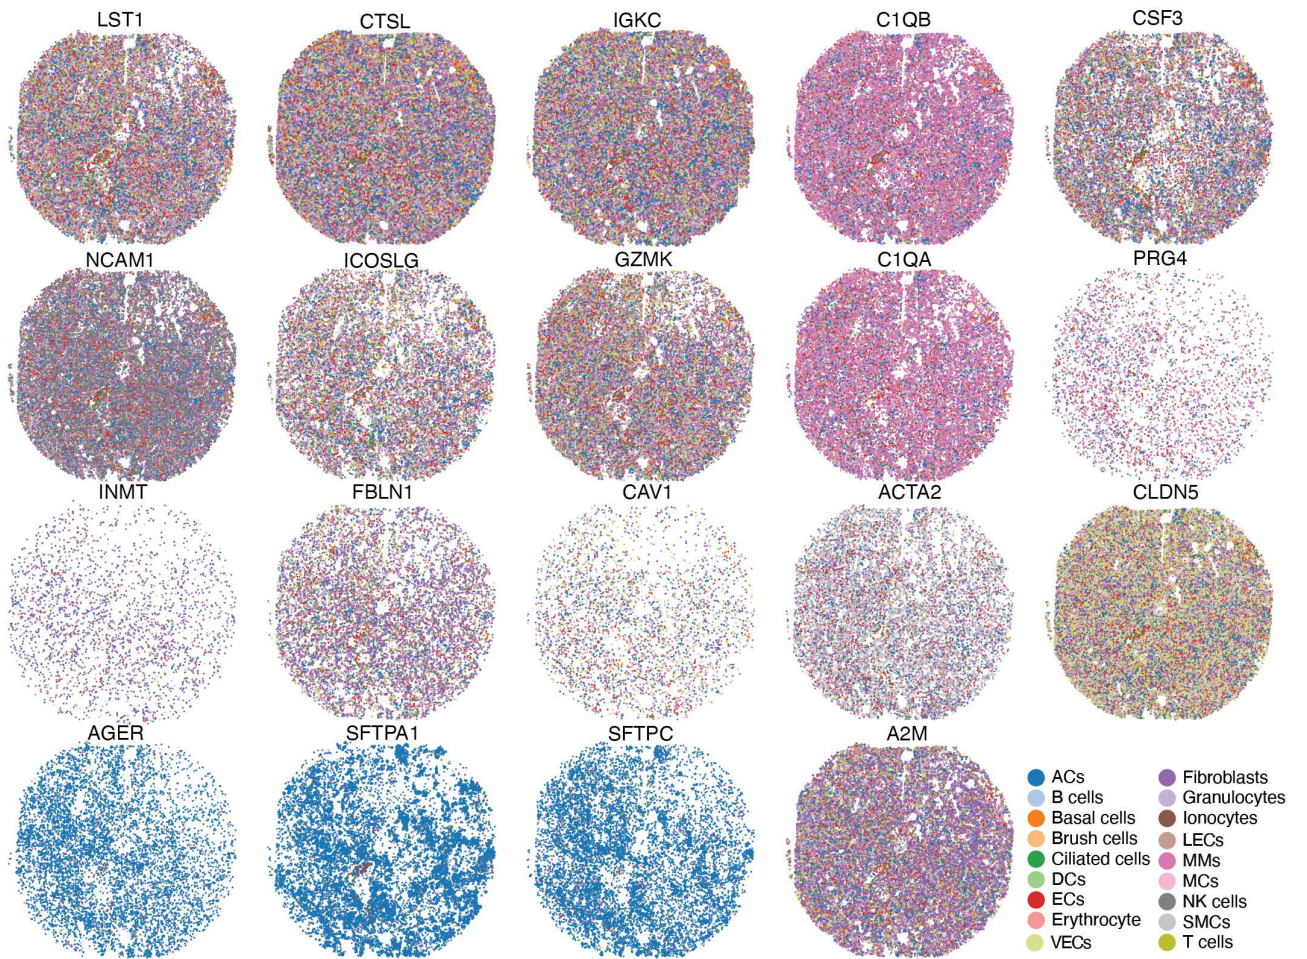 LST1
CTSL
IGKC
C1QB
CSF3
NCAM1
ICOSLG
GZMK
C1QA
PRG4
INMT
FBLN1
CAV1
ACTA2
CLDN5
AGER
SFTPA1
SFTPC
A2M
ACs
B cells
Basal cells
Brush cells
Ciliated cells
DCs
ECs
Erythrocyte
VECs
Fibroblasts
Granulocytes
Ionocytes
LECs
MMs
MCs
NK cells
SMCs
T cells